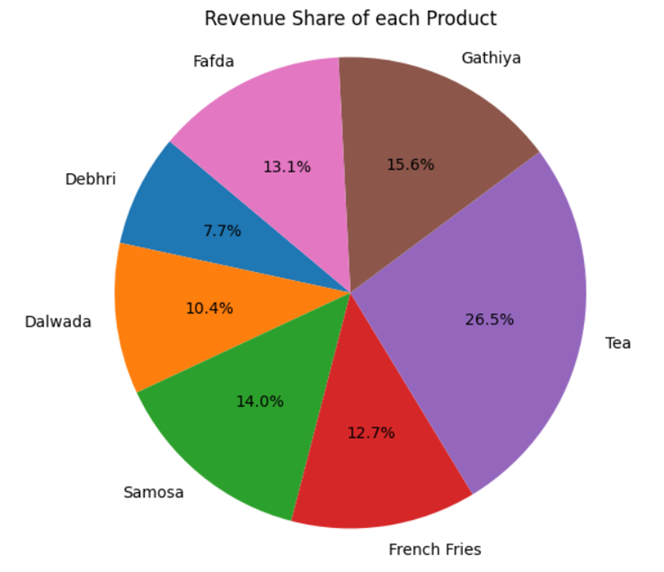 Revenue Share of each Product
Fafda
Gathiya
13.1%
15.6%
Debhri
7.7%
Dalwada
10.4%
26.5%
Tea
14.0%
12.7%
Samosa
French Fries